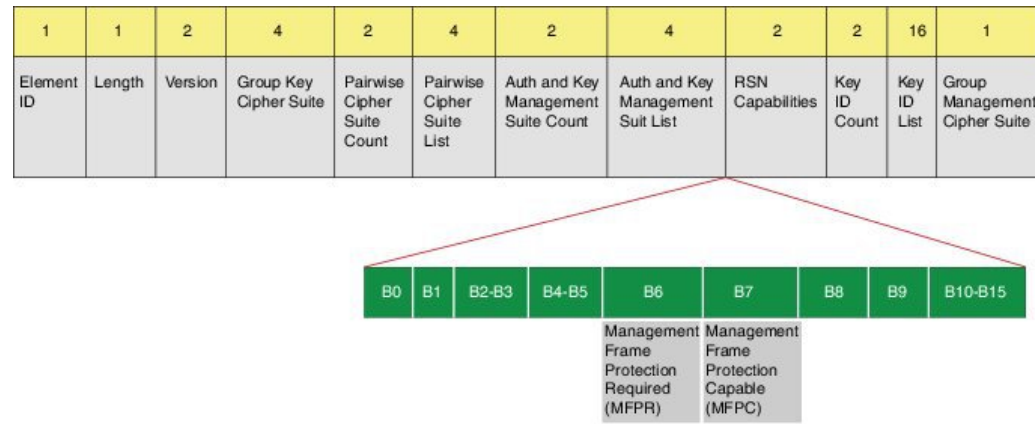 1 1 2 4 2 4 2 4 2 2 16 1
Element
ID
Length
Version
Group Key
Cipher Suite
Pairwise
Cipher
Suite
Count
Pairwise
Cipher
Suite
List
Auth and Key
Management
Suite Count
Auth and Key
Management
Suit List
RSN
Capabilities
Key
ID
Count
Key
ID
List
Group
Management
Cipher Suite
B0 B1 B2-B3 B4-B5 B6 B7 B8 B9 B10-B15
Management
Frame
Protection
Required
(MFPR)
Management
Frame
Protection
Capable
(MFPC)